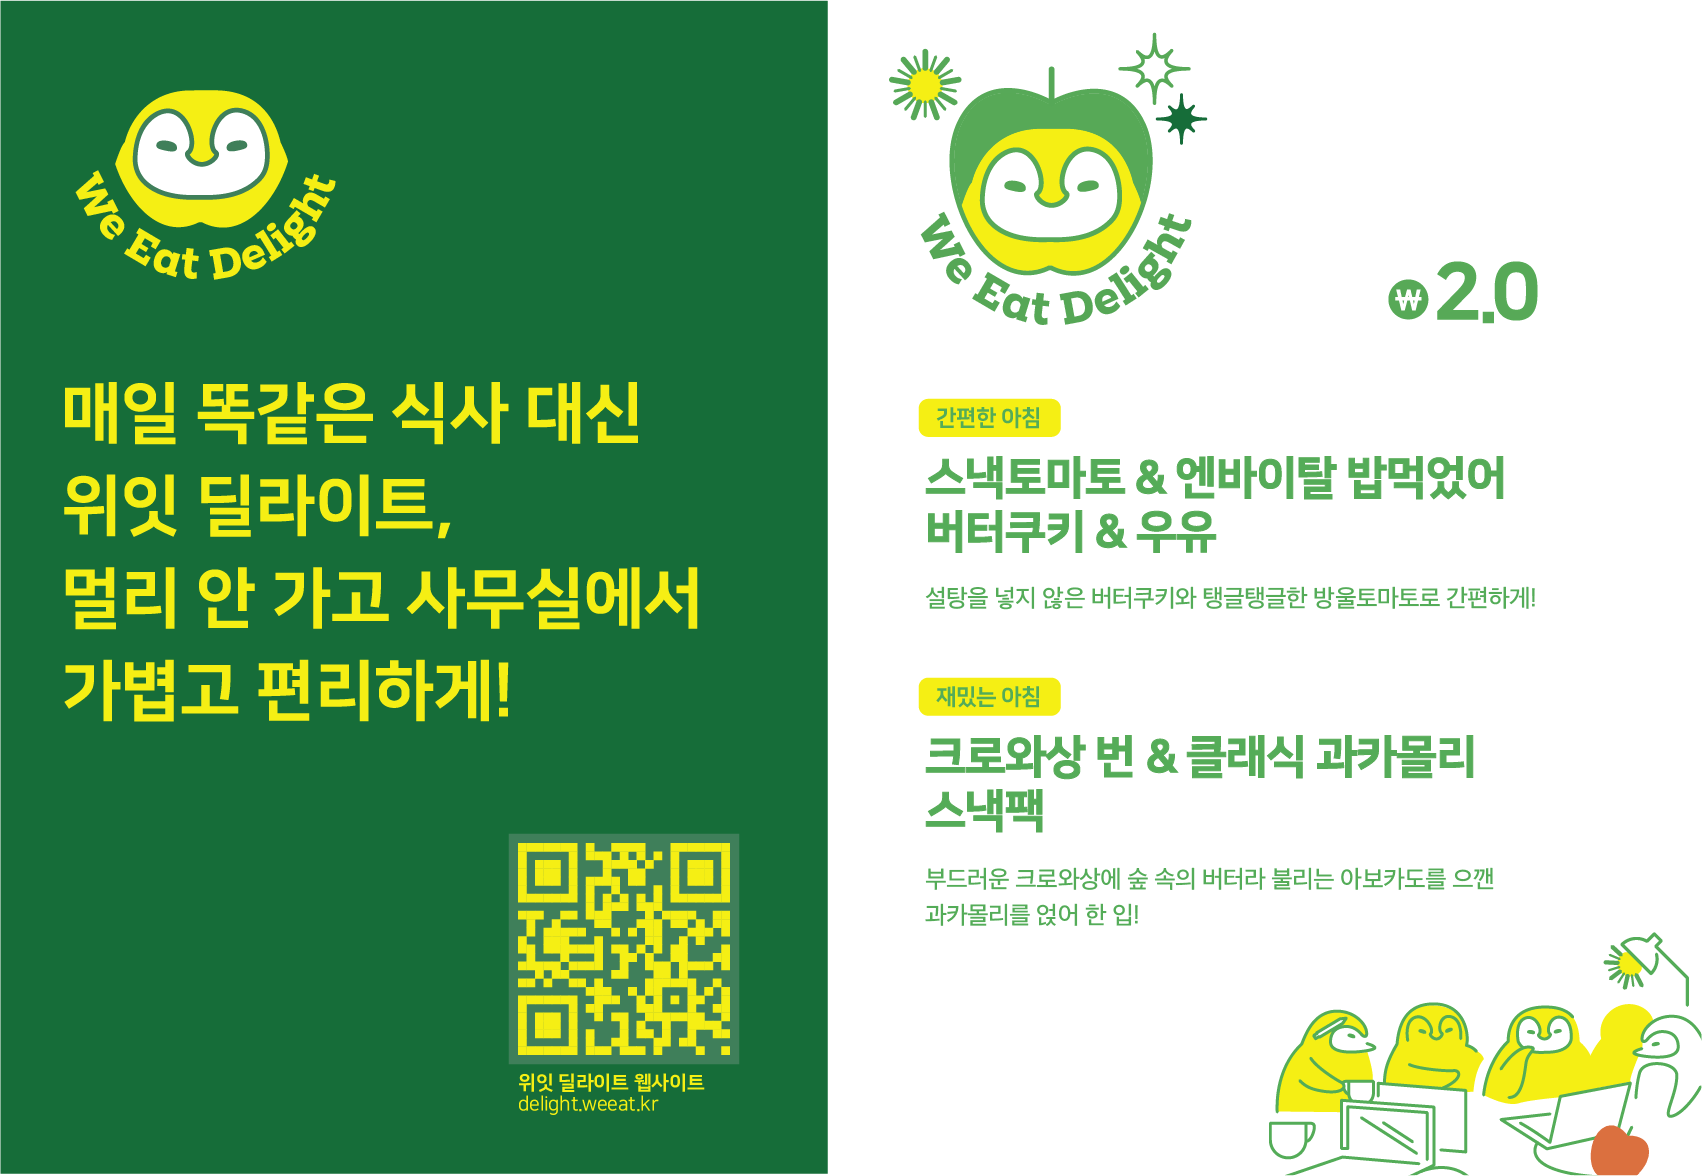 We Eat Delight
매일 똑같은 식사 대신
위잇 딜라이트,
멀리 안 가고 사무실에서
가볍고 편리하게!
위잇 딜라이트 웹사이트
delight.weeat.kr
We Eat Delight
₩2.0
간편한 아침
스낵토마토 & 엔바이탈 밥먹었어
버터쿠키 & 우유
설탕을 넣지 않은 버터쿠키와 탱글탱글한 방울토마토로 간편하게!
재밌는 아침
크로와상 번 & 클래식 과카몰리
스낵팩
부드러운 크로와상에 숲 속의 버터라 불리는 아보카도를 으깬
과카몰리를 얹어 한 입!